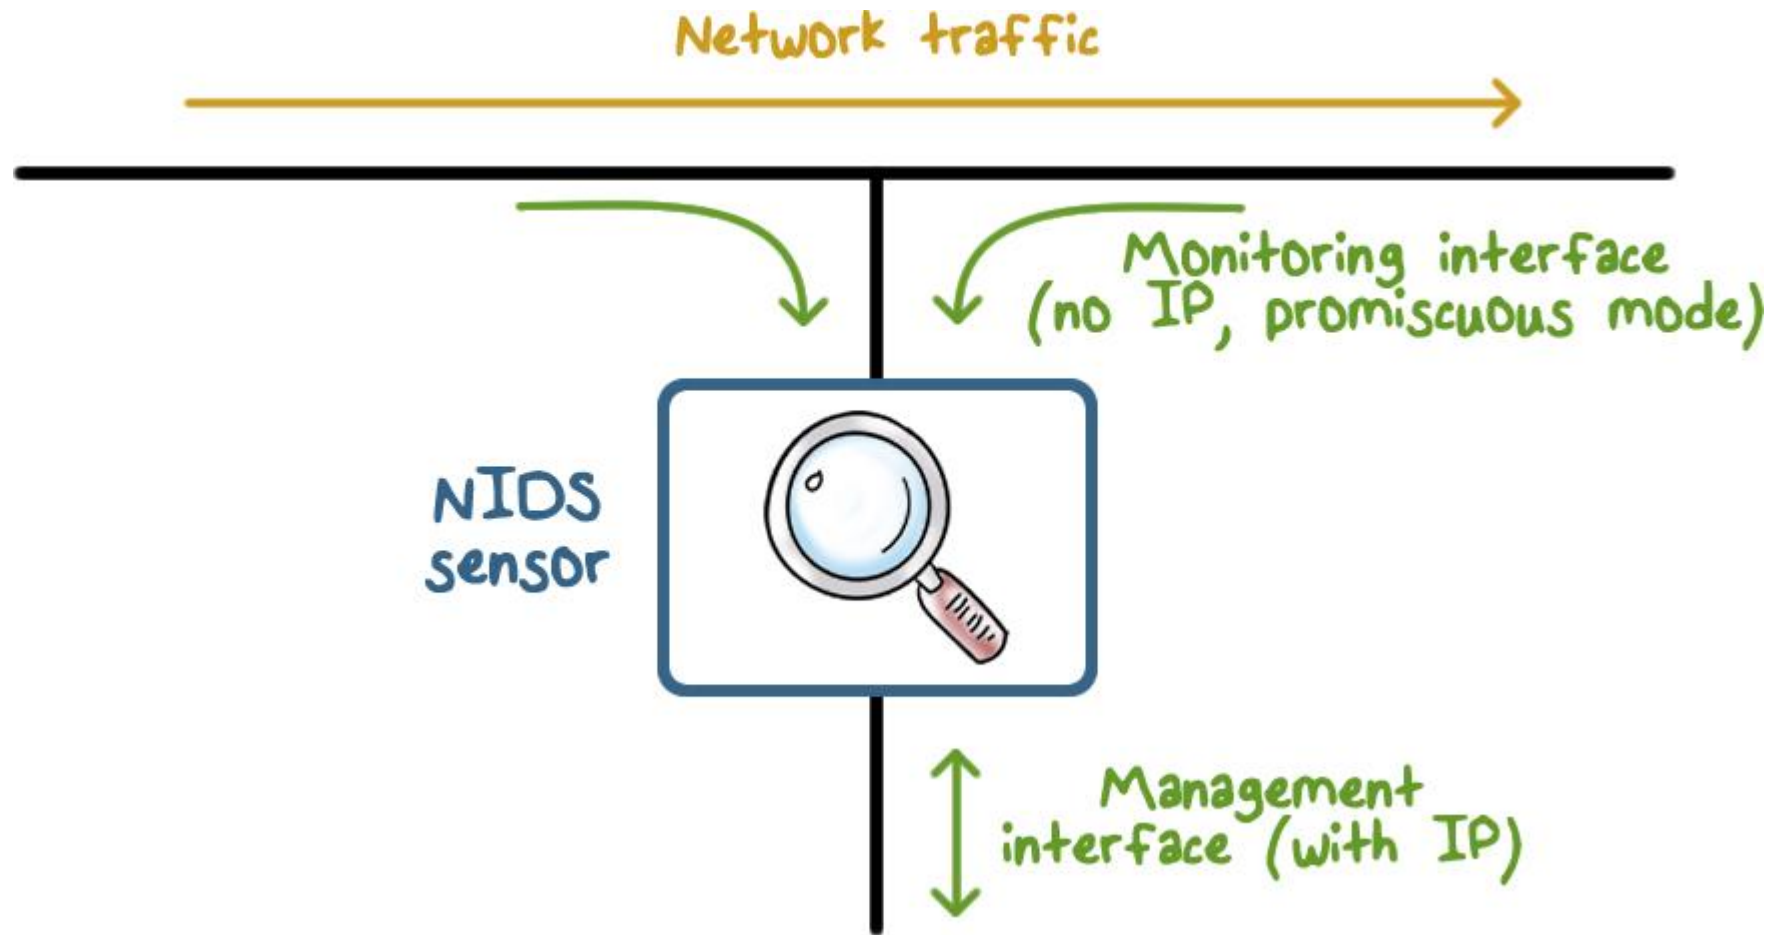 Network traffic
Monitoring interface
(no IP, promiscuous mode)
NIDS
sensor
Management
interface (with IP)